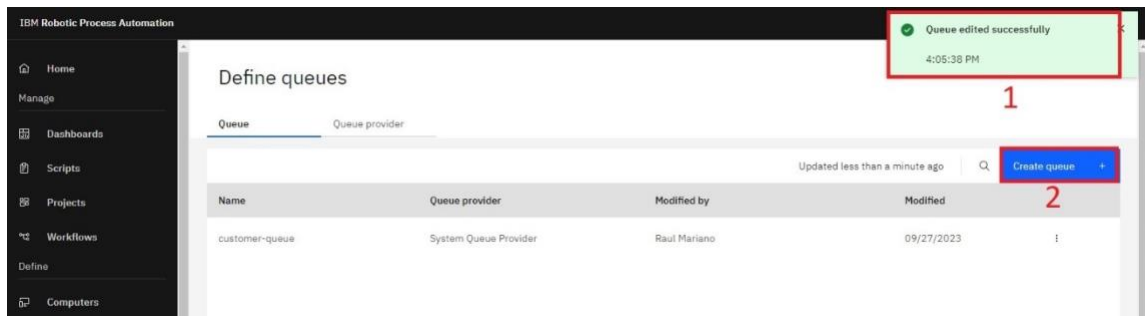 IBM Robotic Process Automation
Queue edited successfully
4:05:38 PM
1
Home
Manage
Dashboards
Scripts
Projects
Workflows
Define
Computers
Define queues
Queue Queue provider
Updated less than a minute ago Create queue +
2
Name Queue provider Modified by Modified
customer-queue System Queue Provider Raul Mariano 09/27/2023